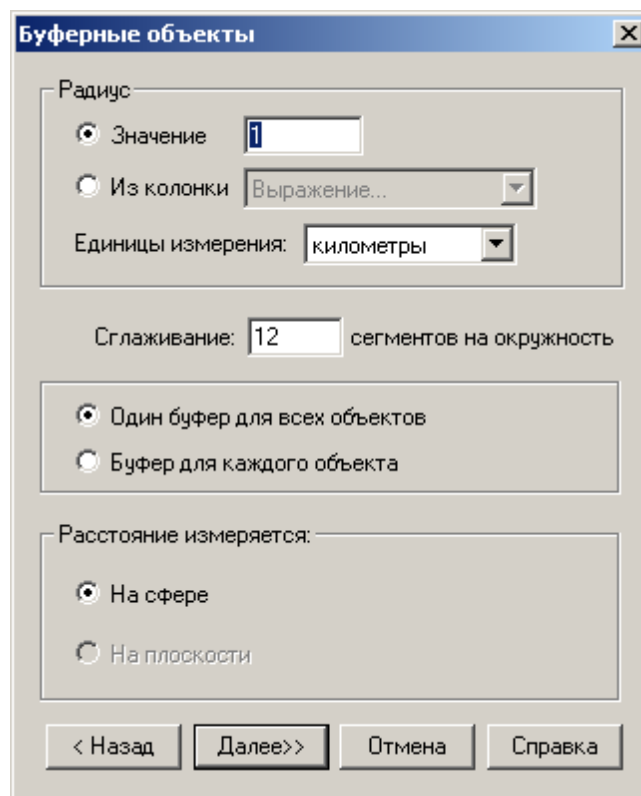 Буферные объекты
Радиус
Значение 1
Из колонки Выражение...
Единицы измерения: километры
Сглаживание: 12 сегментов на окружность
Один буфер для всех объектов
Буфер для каждого объекта
Расстояние измеряется:
На сфере
На плоскости
< Назад Далее>> Отмена Справка